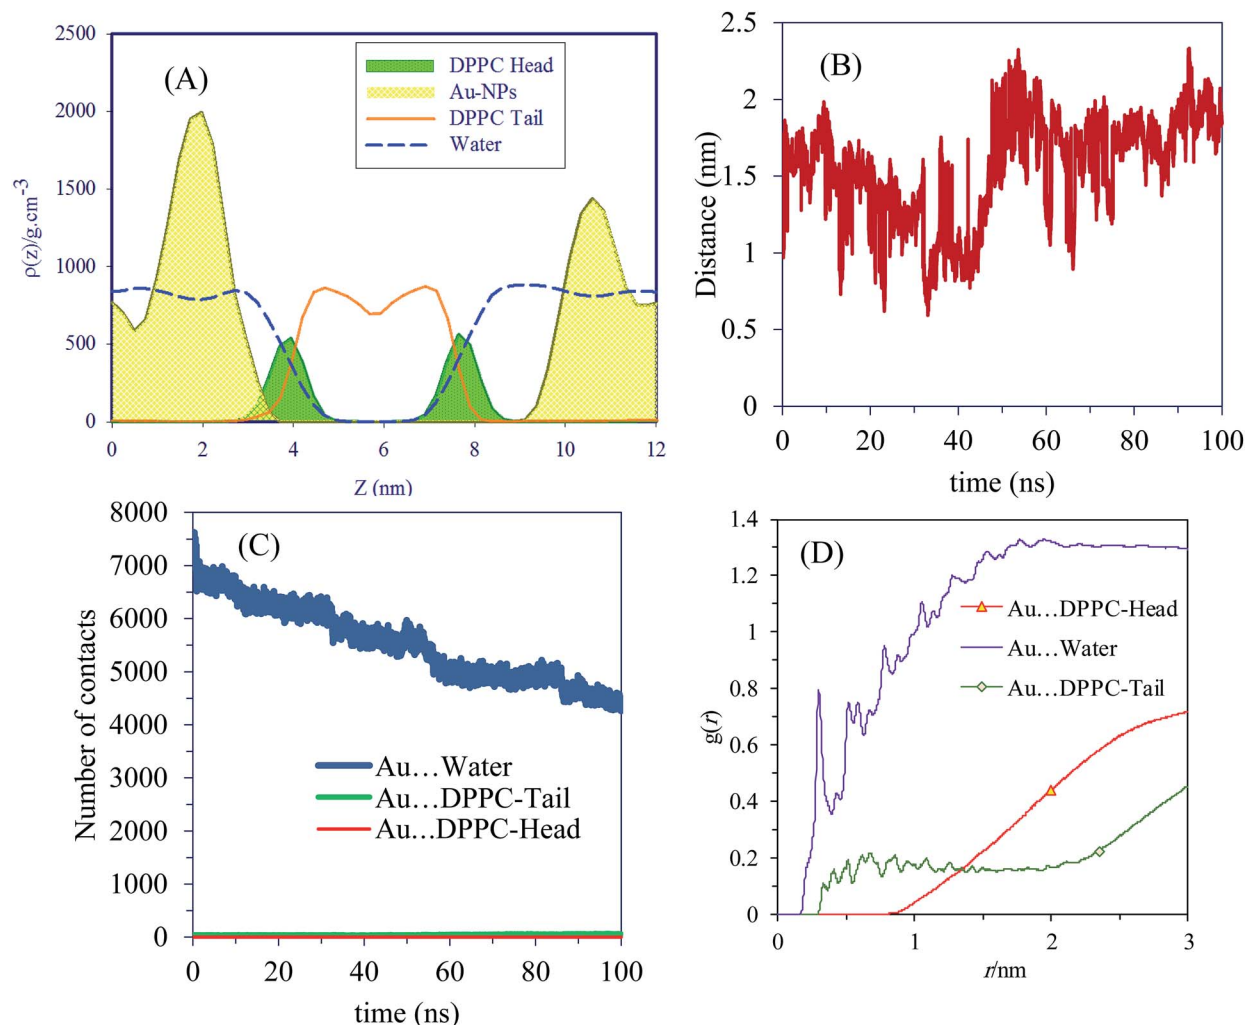 (A)
ρ(z)/g.cm-3
2500
2000
1500
1000
500
0
0 2 4 6 8 10 12
Z (nm)
DPPC Head
Au-NPs
DPPC Tail
Water
(B)
Distance (nm)
2.5
2
1.5
1
0.5
0
0 20 40 60 80 100
time (ns)
(C)
Number of contacts
8000
7000
6000
5000
4000
3000
2000
1000
0
0 20 40 60 80 100
time (ns)
Au…Water
Au…DPPC-Tail
Au…DPPC-Head
(D)
g(r)
1.4
1.2
1
0.8
0.6
0.4
0.2
0
0 1 2 3
r/nm
Au…DPPC-Head
Au…Water
Au…DPPC-Tail